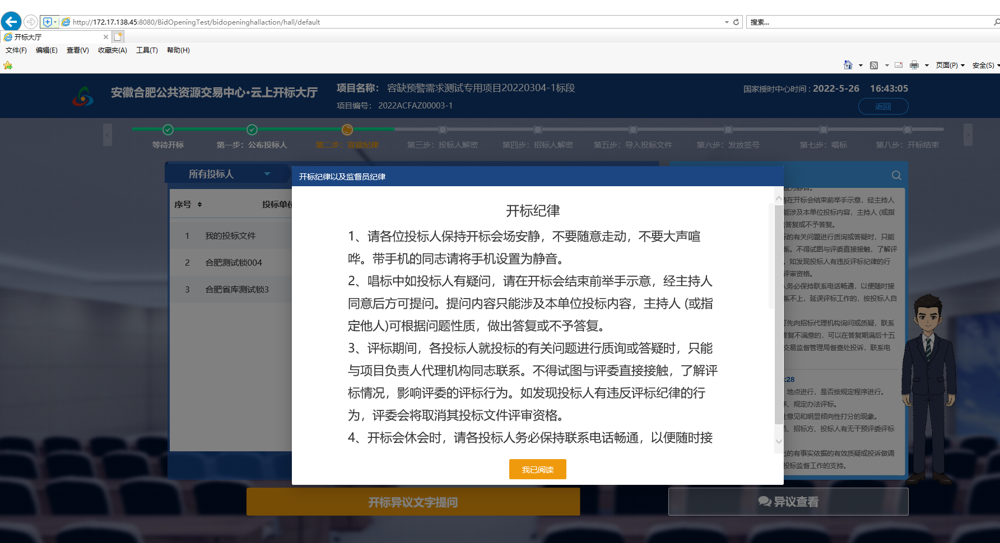 http://172.17.138.45:8080/BidOpeningTest/bidopeninghallaction/hall/default
搜索...
开标大厅
文件(F) 编辑(E) 查看(V) 收藏夹(A) 工具(T) 帮助(H)
页面(P) 安全(S)
安徽合肥公共资源交易中心·云上开标大厅
项目名称: 容缺预警需求测试专用项目20220304-1标段
项目编号: 2022ACFAZ00003-1
国家授时中心时间 : 2022-5-26 16:43:05
返回
等待开标
第一步: 公布投标人
第二步: 宣读纪律
第三步: 投标人解密
第四步: 招标人解密
第五步: 导入投标文件
第六步: 发放签号
第七步: 唱标
第八步: 开标结束
所有投标人
序号 投标单位
1 我的投标文件
2 合肥测试锁004
3 合肥省库测试锁3
开标纪律以及监督员纪律
开标纪律
1、请各位投标人保持开标会场安静，不要随意走动，不要大声喧
哗。带手机的同志请将手机设置为静音。
2、唱标中如投标人有疑问，请在开标会结束前举手示意，经主持人
同意后方可提问。提问内容只能涉及本单位投标内容，主持人 (或指
定他人)可根据问题性质，做出答复或不予答复。
3、评标期间，各投标人就投标的有关问题进行质询或答疑时，只能
与项目负责人代理机构同志联系。不得试图与评委直接接触，了解评
标情况，影响评委的评标行为。如发现投标人有违反评标纪律的行
为，评委会将取消其投标文件评审资格。
4、开标会休会时，请各投标人务必保持联系电话畅通，以便随时接
我已阅读
在开标会结束前举手示意，经主持人
能涉及本单位投标内容，主持人 (或指
答复或不予答复。
的有关问题进行质询或答疑时，只能
系。不得试图与评委直接接触，了解评
，如发现投标人有违反评标纪律的行
评审资格。
人务必保持联系电话畅通，以便随时接
系不上，延误评标工作的，按投标人自
先向招标代理机构询问或质疑，联系
答复不满意的，可以在答复期满后十五
交易监督管理局督查处投诉，联系电
:28
地点进行，是否按规定程序进行。
、规定办法评标。
意见和明显倾向性打分的现象。
、招标方、投标人有无干预评委评标
的有事实依据的有效质疑或投诉做调
投标监督工作的支持。
开标异议文字提问
异议查看